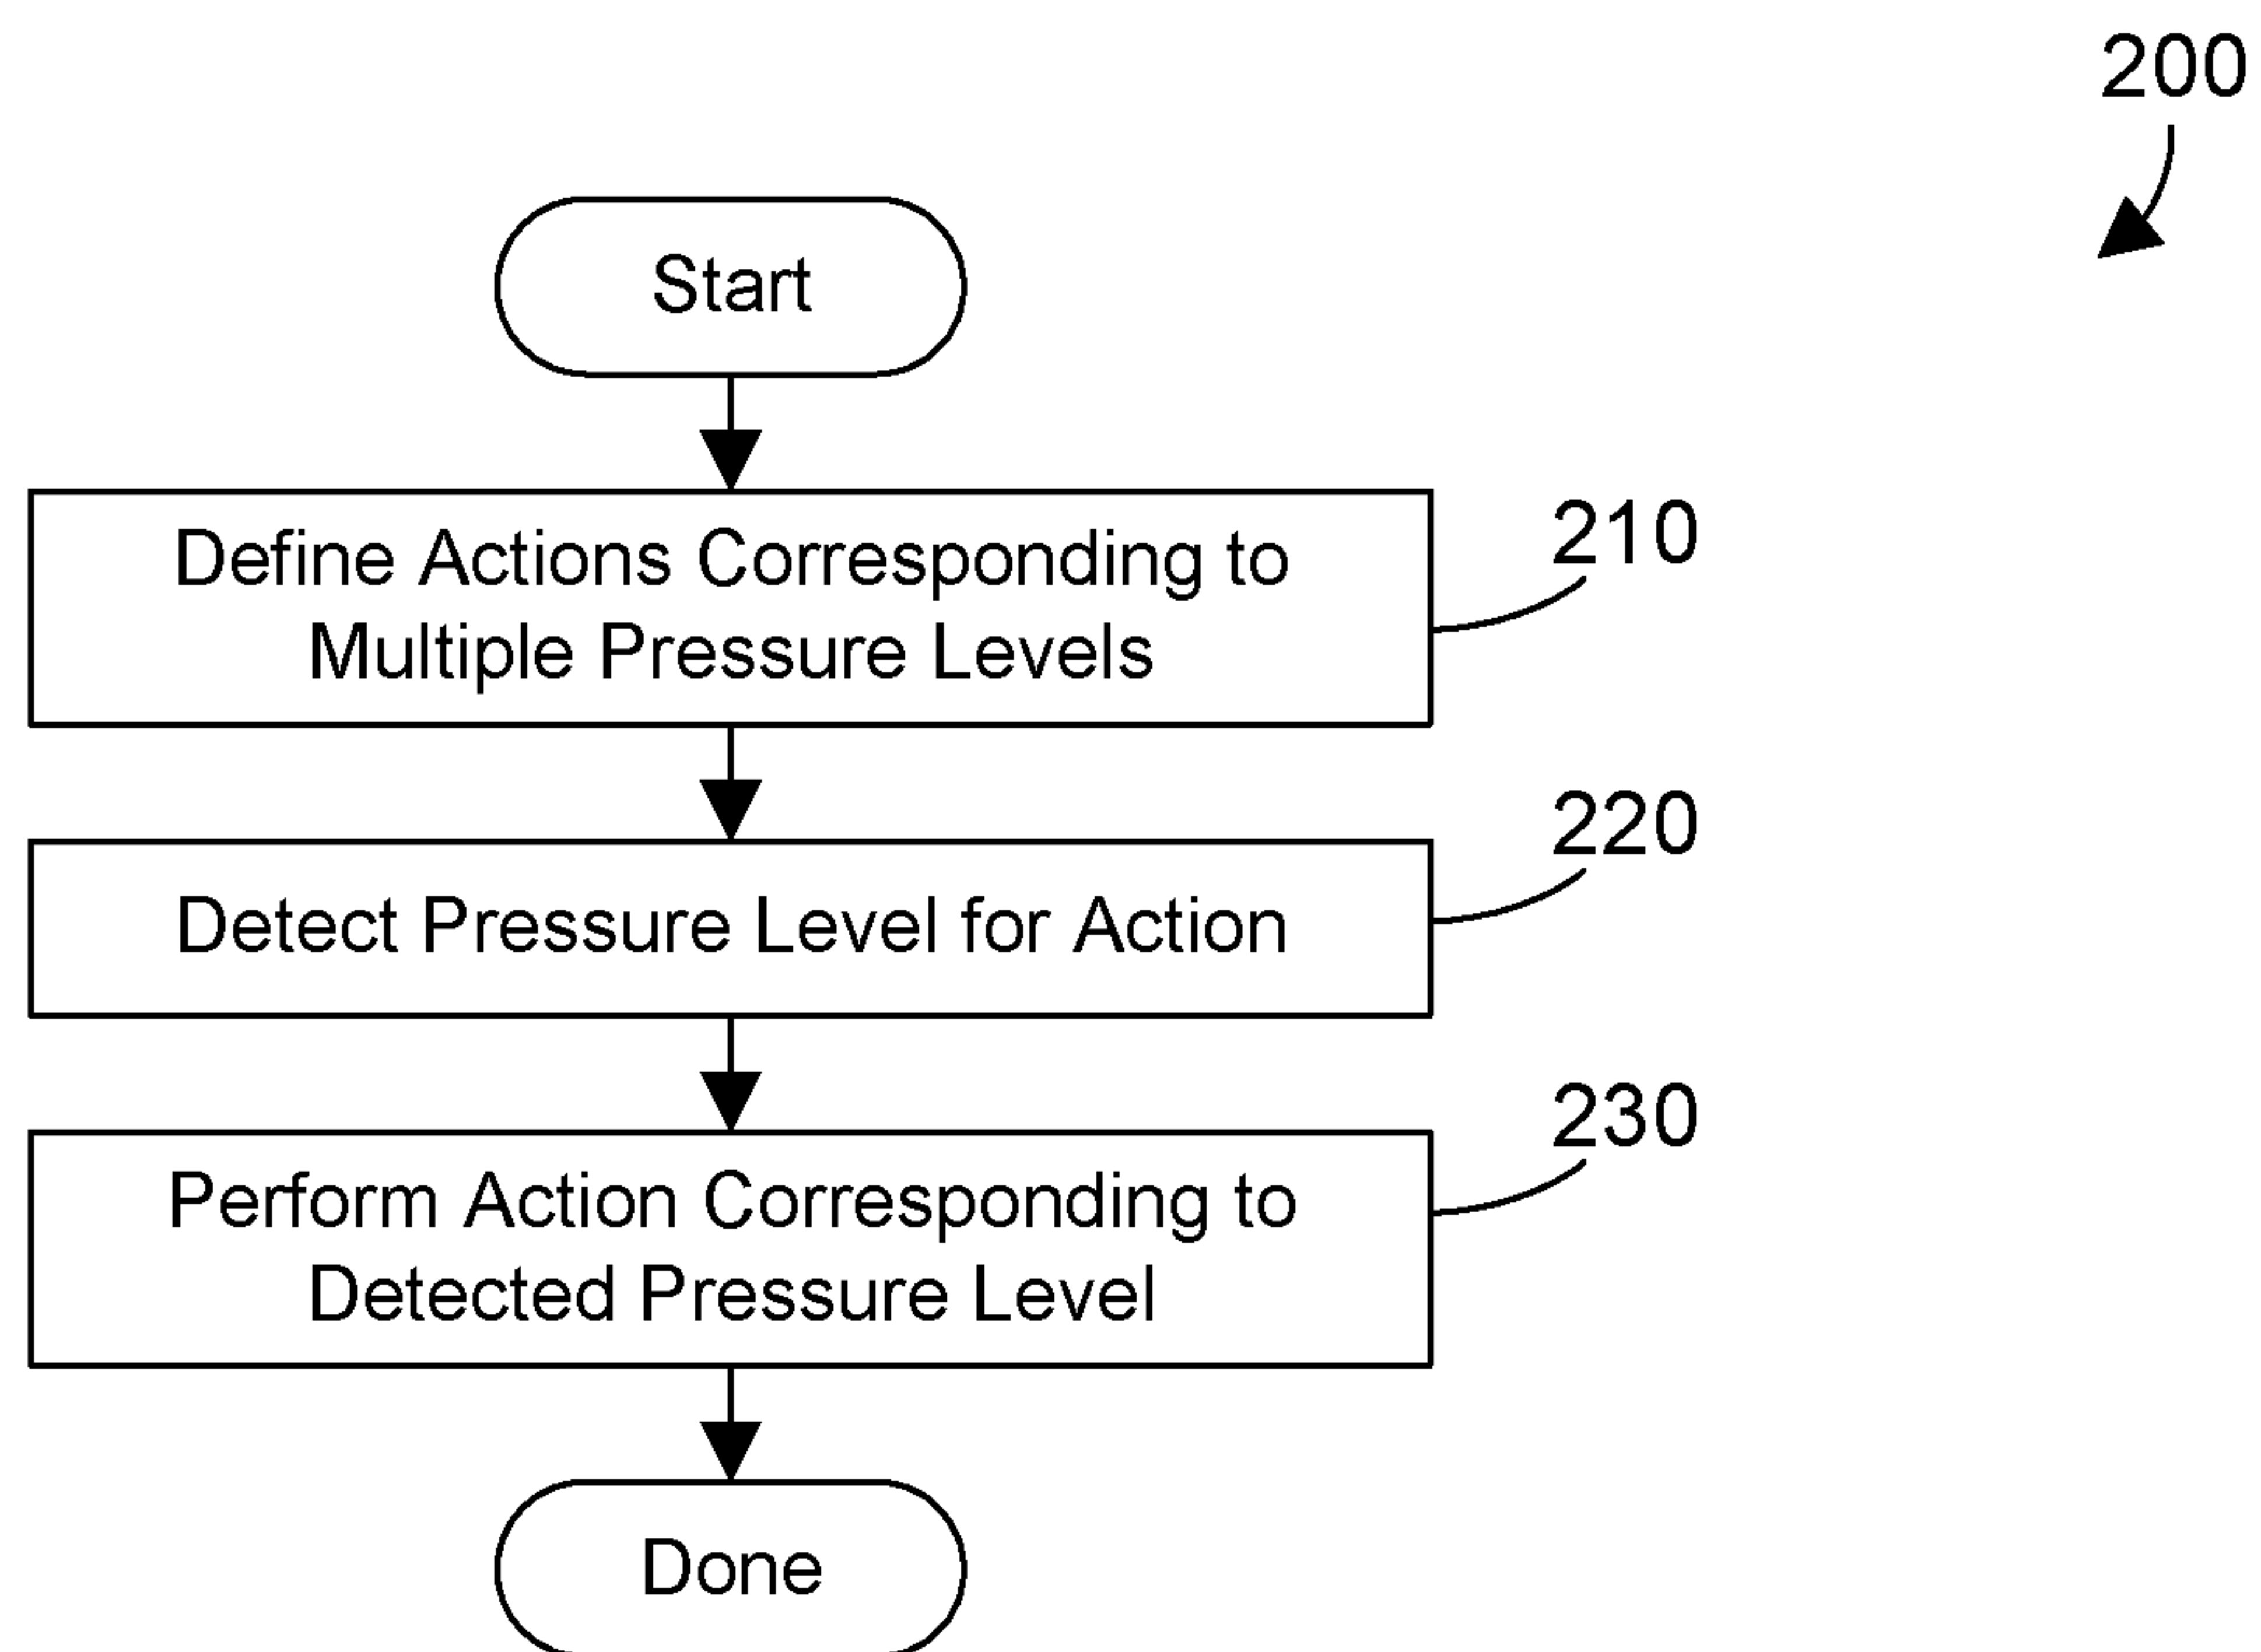 200
Start
Define Actions Corresponding to
Multiple Pressure Levels
210
Detect Pressure Level for Action
220
Perform Action Corresponding to
Detected Pressure Level
230
Done